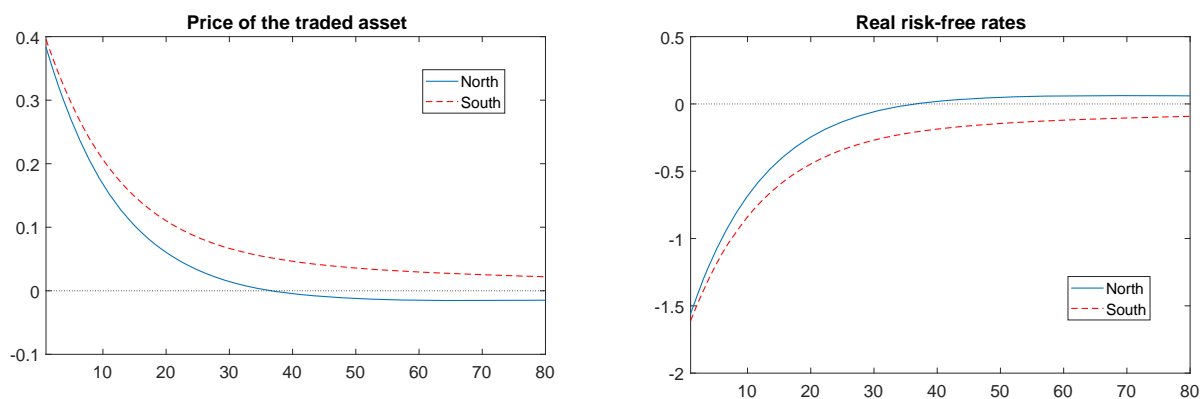 Price of the traded asset
0.4
0.3
0.2
0.1
0
-0.1
North
South
10 20 30 40 50 60 70 80
Real risk-free rates
0.5
0
-0.5
-1
-1.5
-2
North
South
10 20 30 40 50 60 70 80